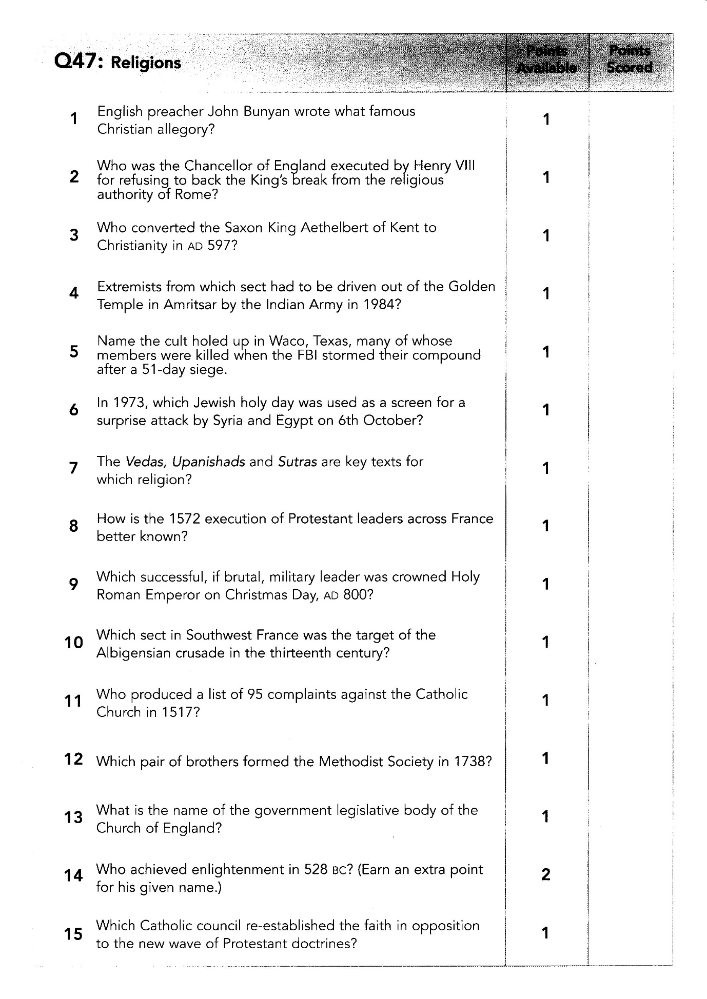 Q47: Religions
Points Available
Points Scored
1 English preacher John Bunyan wrote what famous
Christian allegory?
1
2 Who was the Chancellor of England executed by Henry VIII
for refusing to back the King's break from the religious
authority of Rome?
1
3 Who converted the Saxon King Aethelbert of Kent to
Christianity in AD 597?
1
4 Extremists from which sect had to be driven out of the Golden
Temple in Amritsar by the Indian Army in 1984?
1
5 Name the cult holed up in Waco, Texas, many of whose
members were killed when the FBI stormed their compound
after a 51-day siege.
1
6 In 1973, which Jewish holy day was used as a screen for a
surprise attack by Syria and Egypt on 6th October?
1
7 The Vedas, Upanishads and Sutras are key texts for
which religion?
1
8 How is the 1572 execution of Protestant leaders across France
better known?
1
9 Which successful, if brutal, military leader was crowned Holy
Roman Emperor on Christmas Day, AD 800?
1
10 Which sect in Southwest France was the target of the
Albigensian crusade in the thirteenth century?
1
11 Who produced a list of 95 complaints against the Catholic
Church in 1517?
1
12 Which pair of brothers formed the Methodist Society in 1738?
1
13 What is the name of the government legislative body of the
Church of England?
1
14 Who achieved enlightenment in 528 BC? (Earn an extra point
for his given name.)
2
15 Which Catholic council re-established the faith in opposition
to the new wave of Protestant doctrines?
1